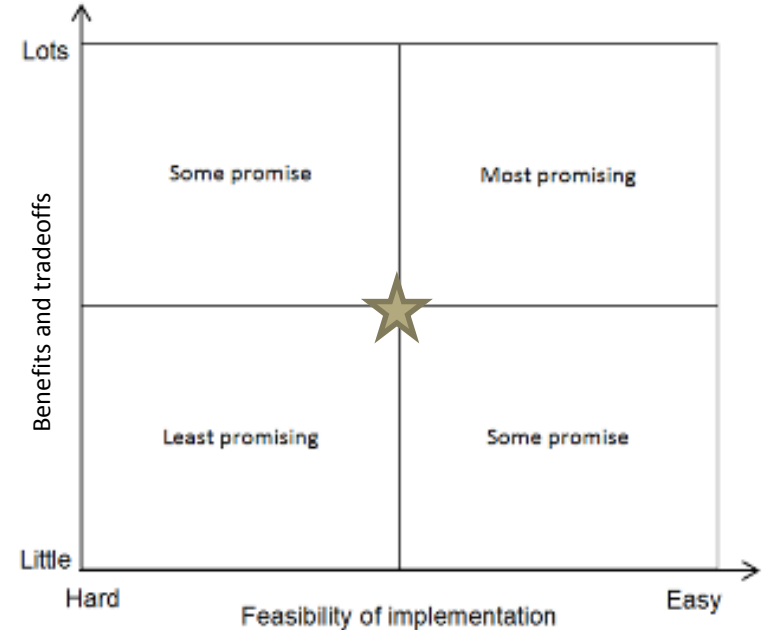 Lots
Some promise
Most promising
Benefits and tradeoffs
Least promising
Some promise
Little
Hard
Easy
Feasibility of implementation